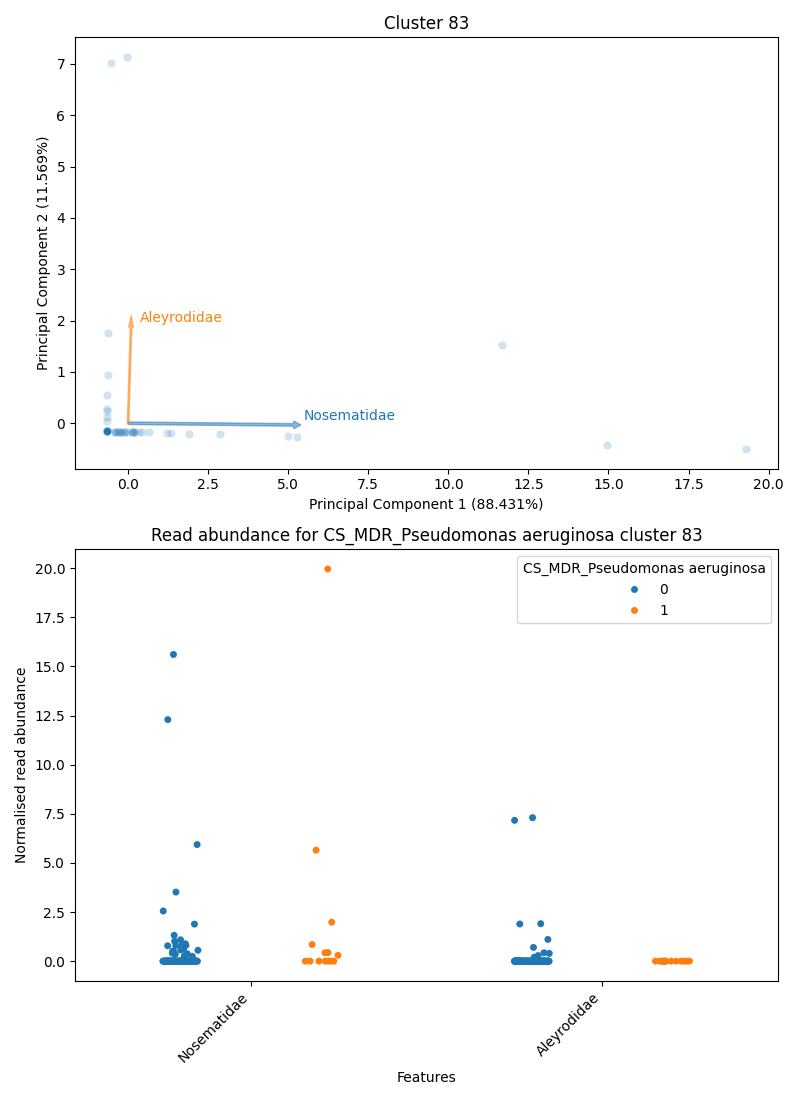 Cluster 83
Principal Component 2 (11.569%)
7
6
5
4
3
2
1
0
Aleyrodidae
Nosematidae
0.0 2.5 5.0 7.5 10.0 12.5 15.0 17.5 20.0
Principal Component 1 (88.431%)
Read abundance for CS_MDR_Pseudomonas aeruginosa cluster 83
Normalised read abundance
20.0
17.5
15.0
12.5
10.0
7.5
5.0
2.5
0.0
CS_MDR_Pseudomonas aeruginosa
0
1
Nosematidae
Aleyrodidae
Features